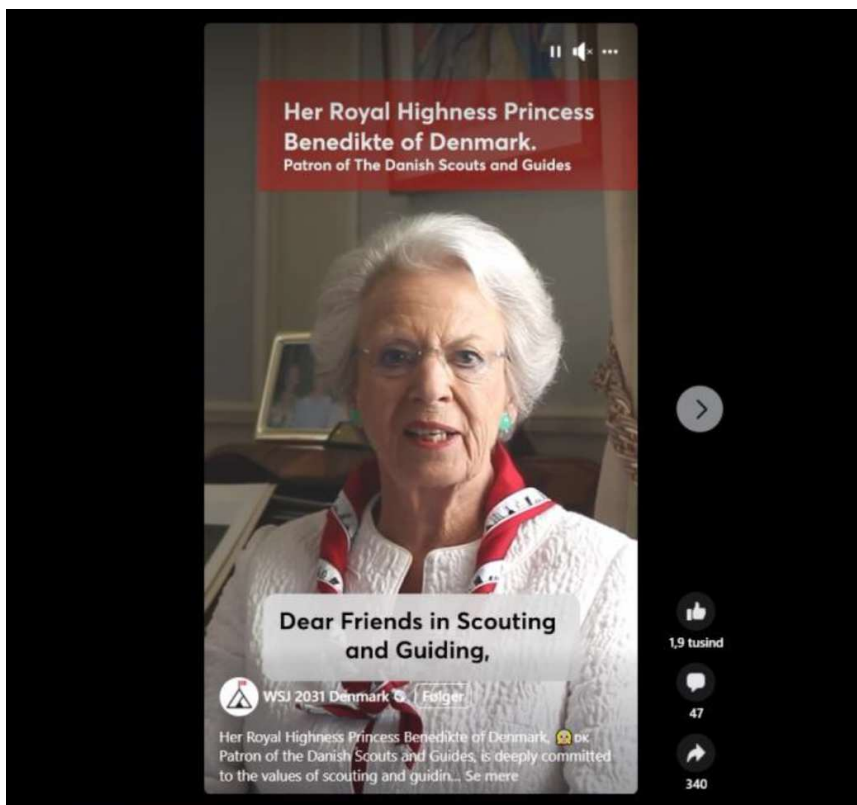 Her Royal Highness Princess
Benedikte of Denmark.
Patron of The Danish Scouts and Guides
Dear Friends in Scouting
and Guiding,
WSJ 2031 Denmark
Følger
Her Royal Highness Princess Benedikte of Denmark, DK
Patron of the Danish Scouts and Guides, is deeply committed
to the values of scouting and guidin... Se mere
1,9 tusind
47
340